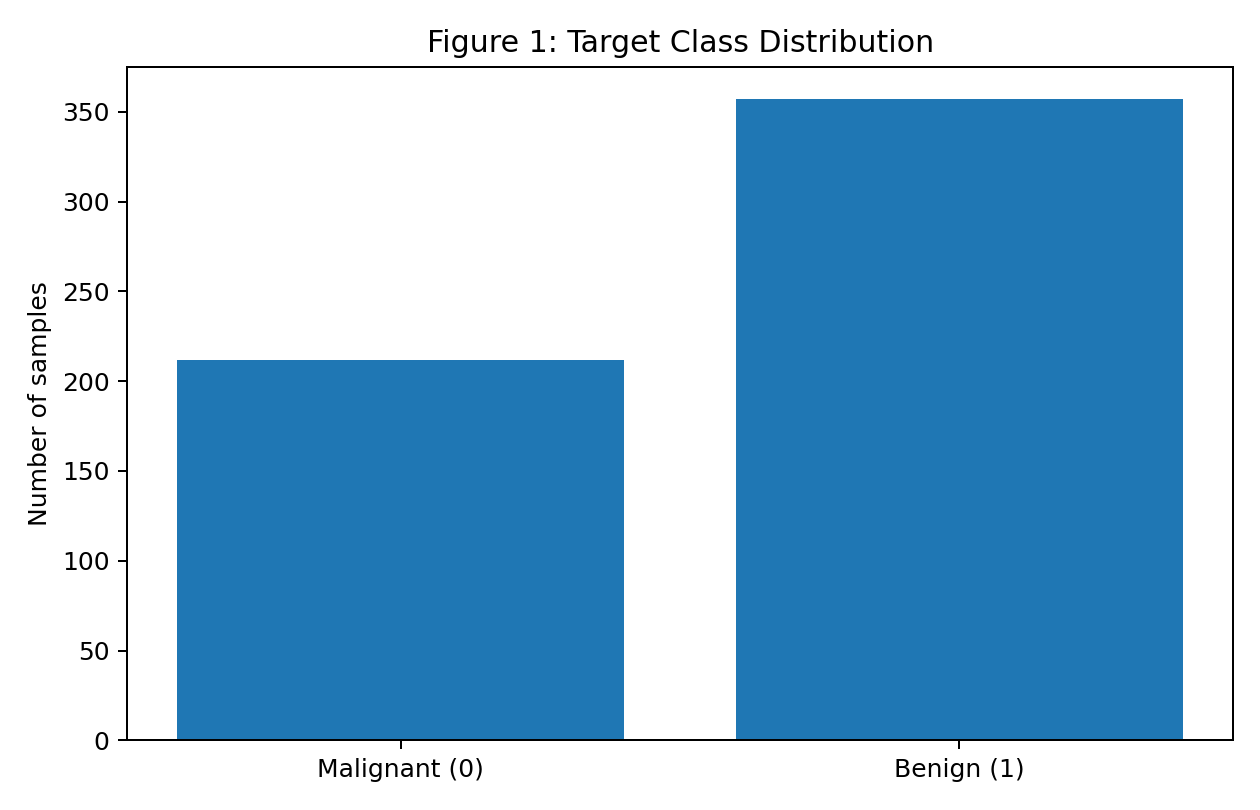 Figure 1: Target Class Distribution
Number of samples
350
300
250
200
150
100
50
0
Malignant (0)
Benign (1)